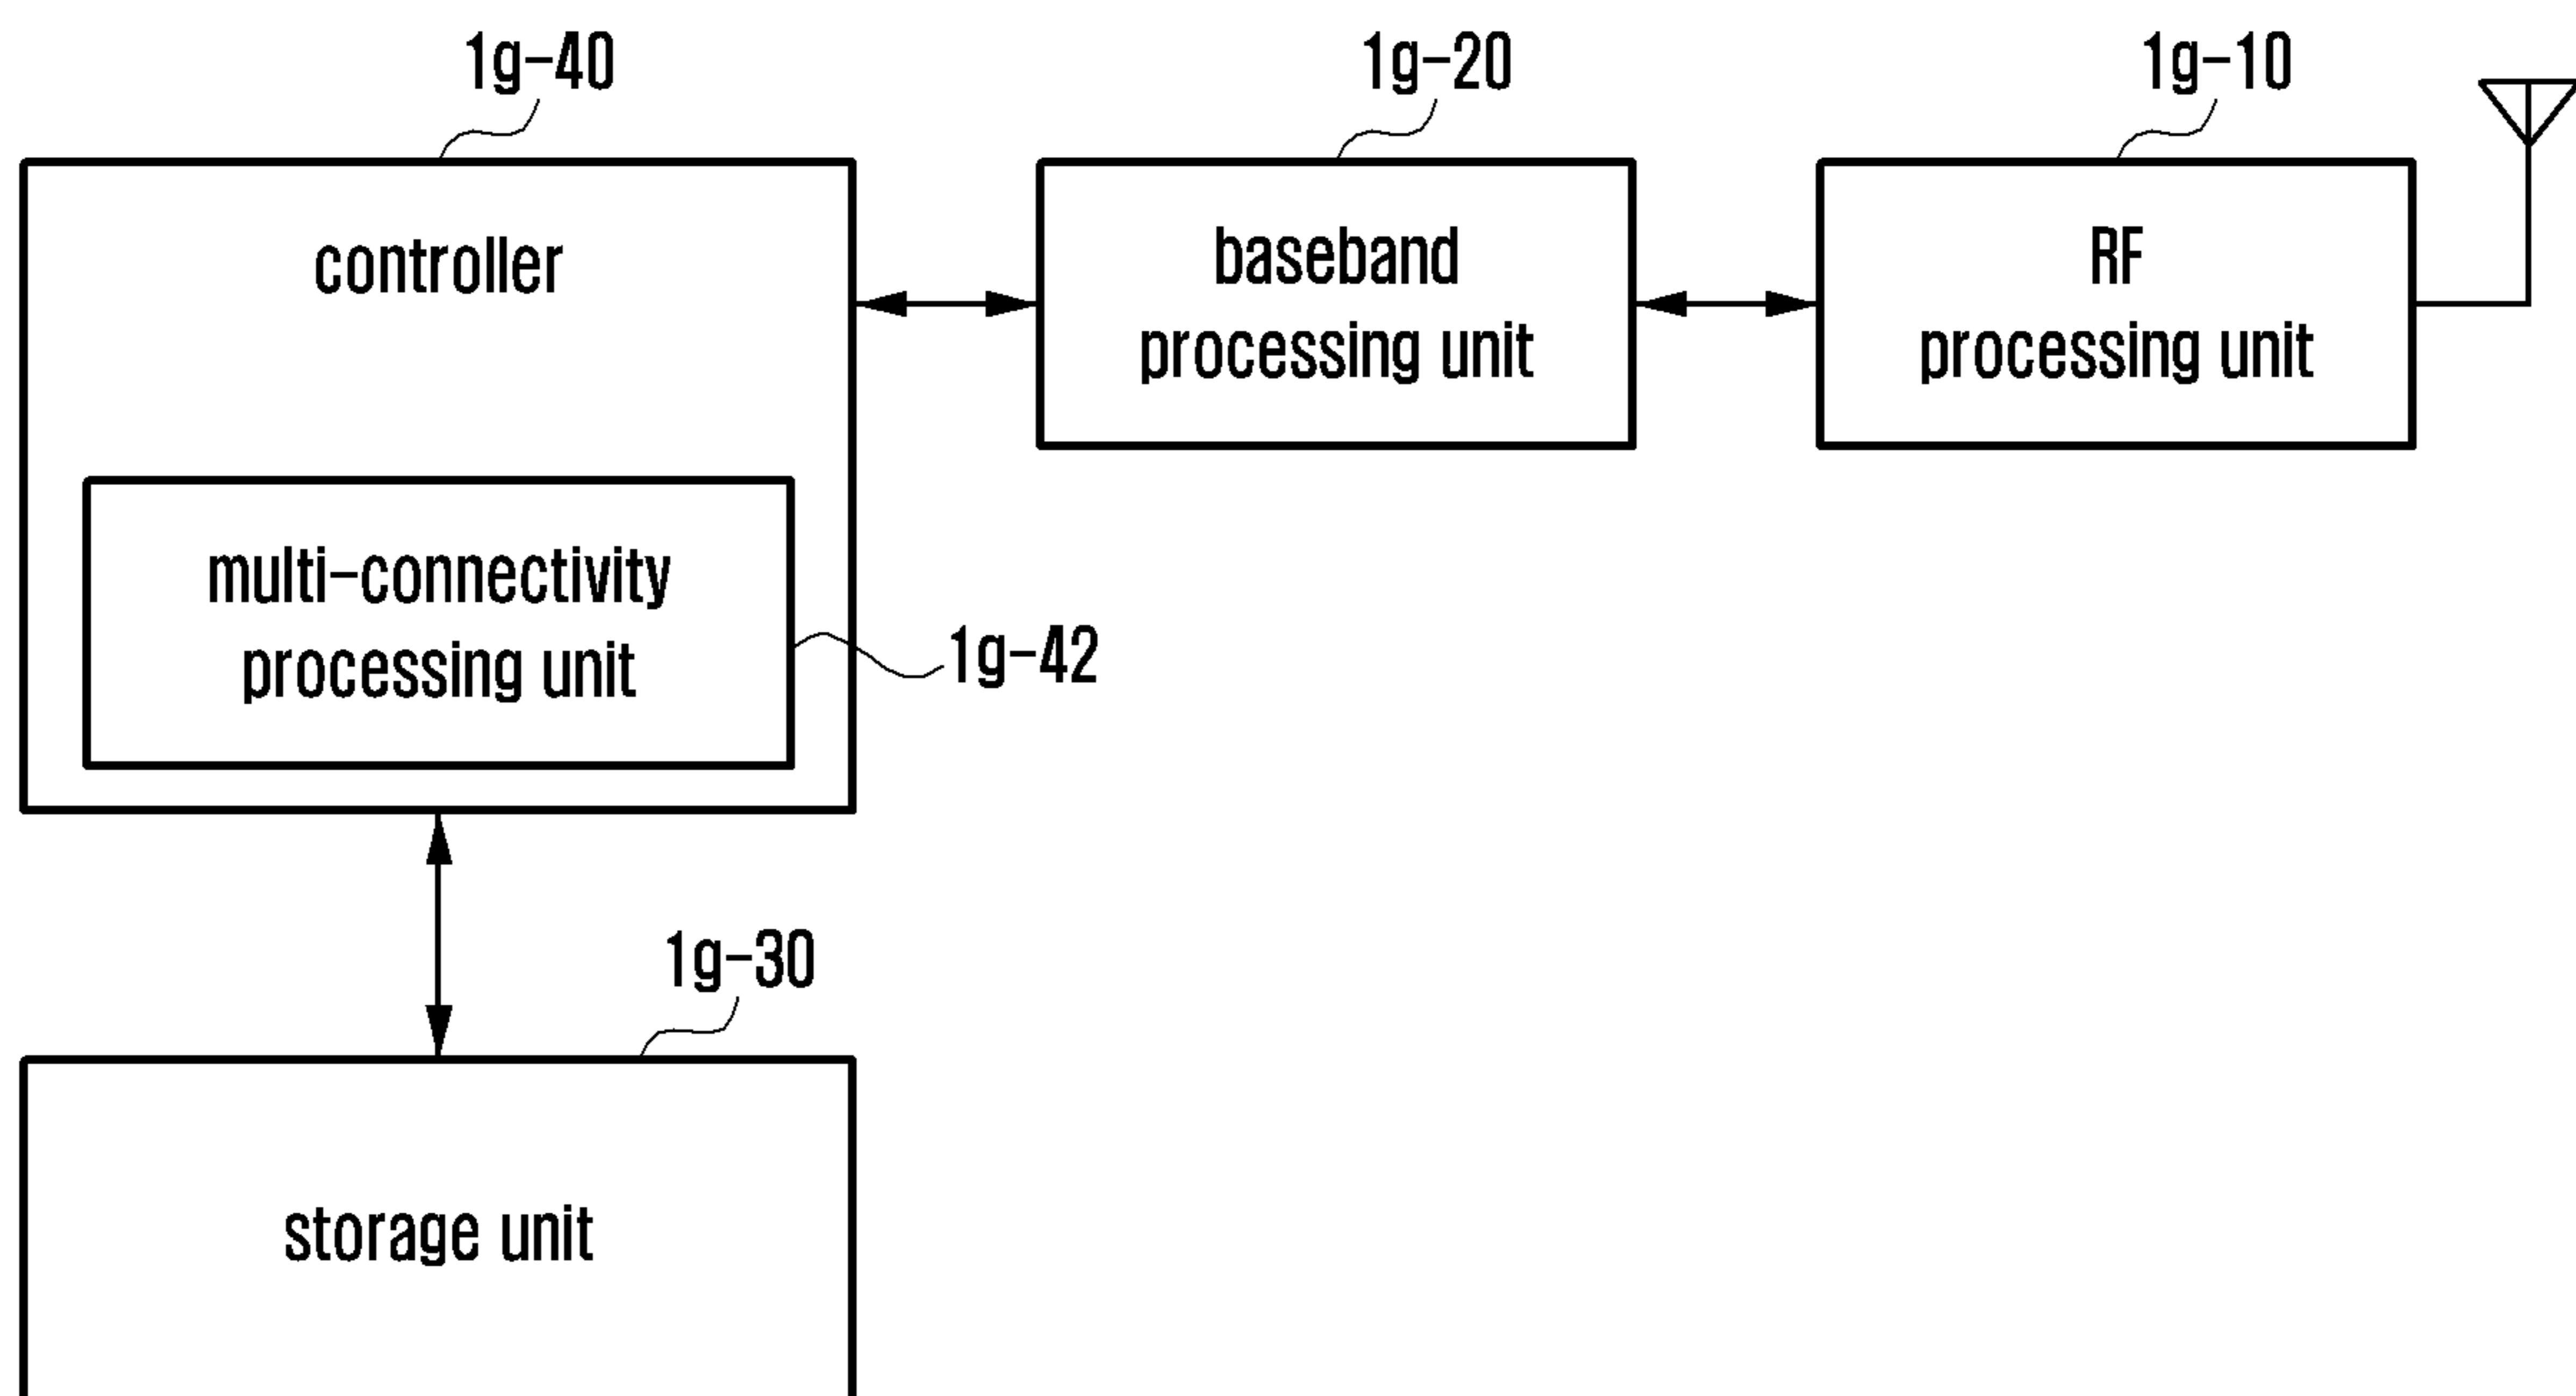 1g-40
1g-20
1g-10
controller
baseband
processing unit
RF
processing unit
multi-connectivity
processing unit
1g-42
1g-30
storage unit